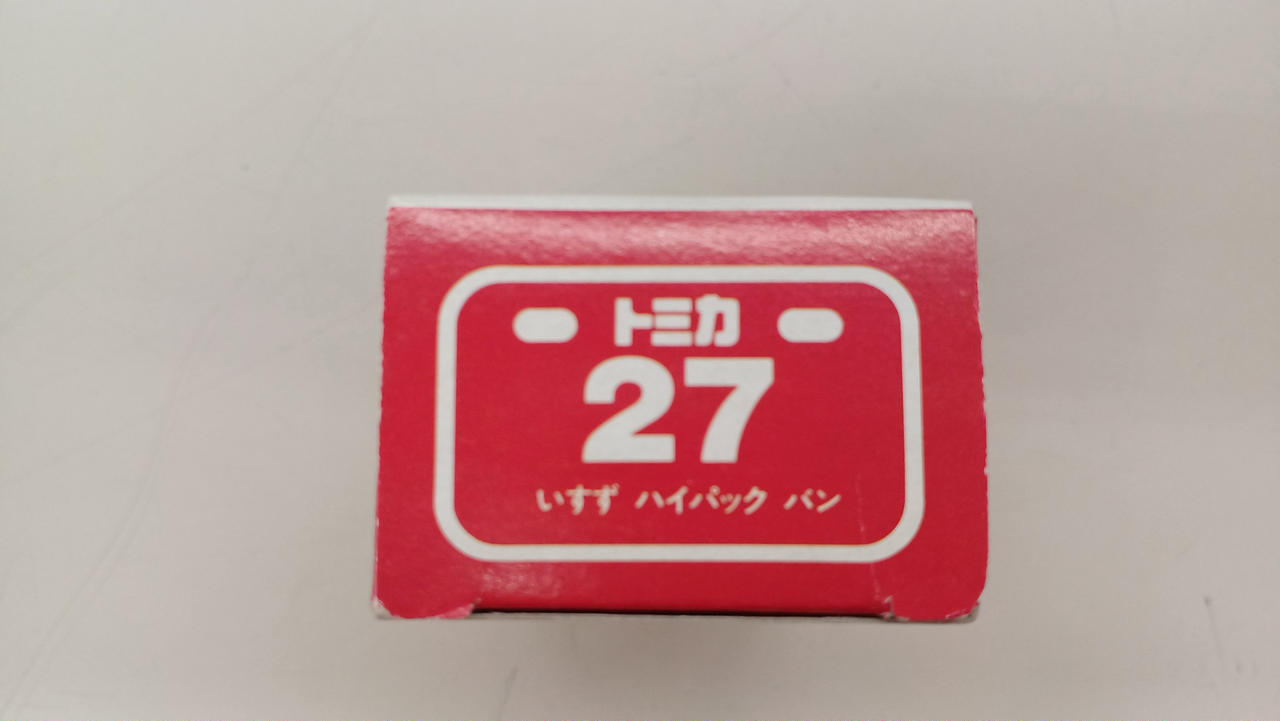 トミカ
27
いすず ハイパック バン